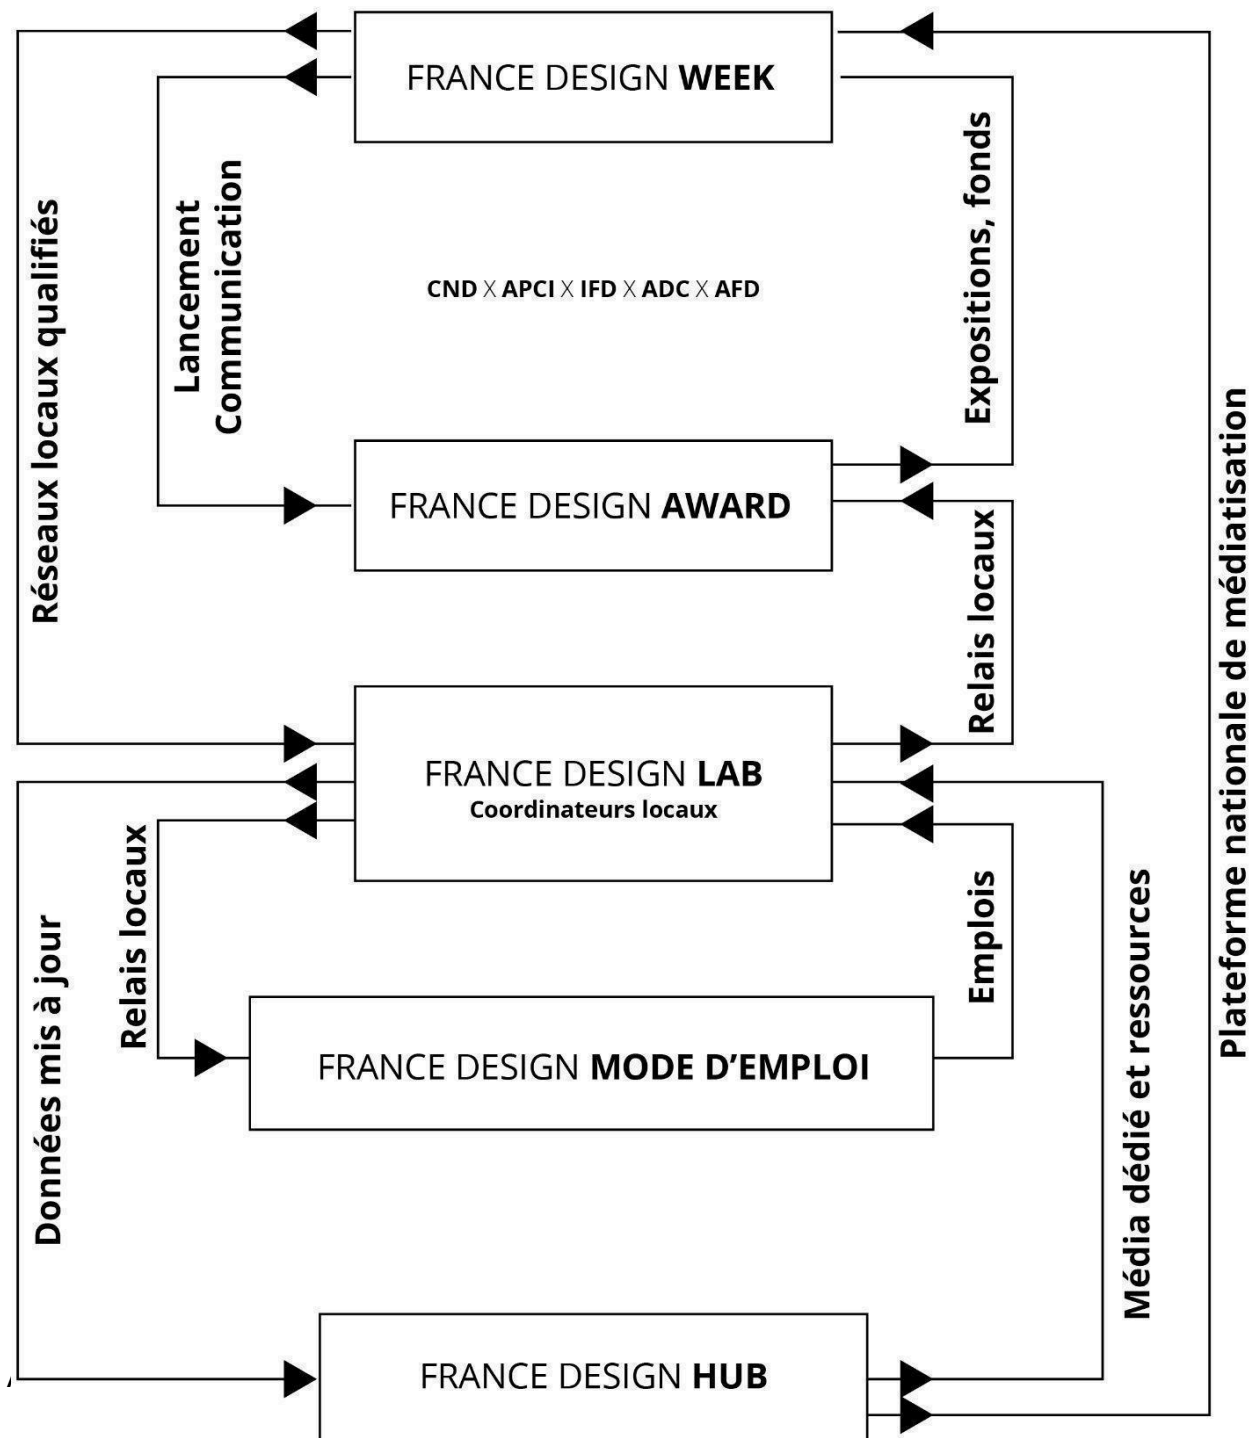 FRANCE DESIGN WEEK
Réseaux locaux qualifiés
Lancement
Communication
Expositions, fonds
CND X APCI X IFD X ADC X AFD
Plateforme nationale de médiatisation
FRANCE DESIGN AWARD
Relais locaux
FRANCE DESIGN LAB
Coordinateurs locaux
Relais locaux
Emplois
Données mis à jour
Média dédié et ressources
FRANCE DESIGN MODE D’EMPLOI
FRANCE DESIGN HUB